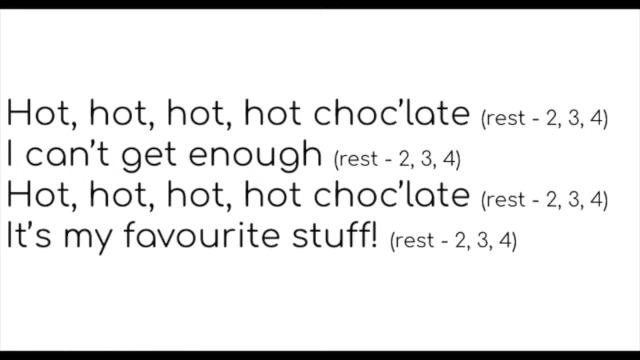 Hot, hot, hot, hot choc'late (rest - 2, 3, 4)
I can't get enough (rest - 2, 3, 4)
Hot, hot, hot, hot choc'late (rest - 2, 3, 4)
It's my favourite stuff! (rest - 2, 3, 4)